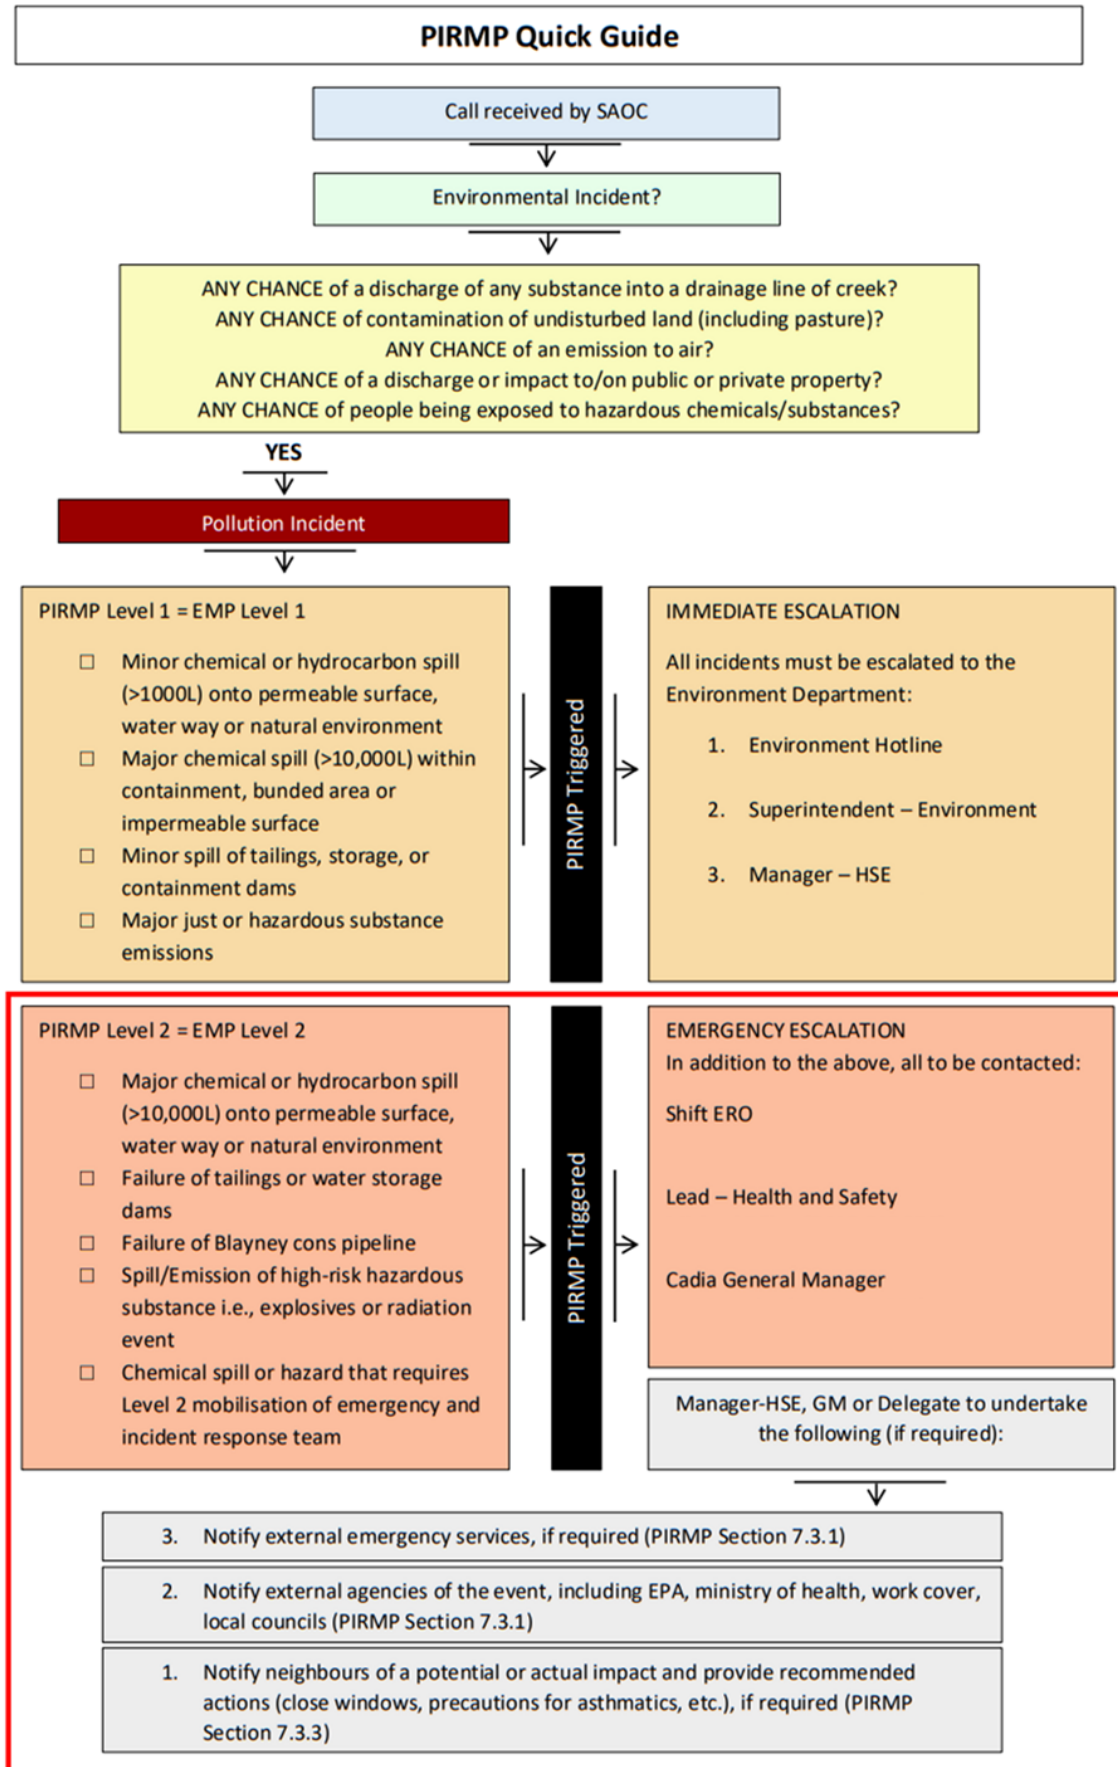 PIRMP Quick Guide
Call received by SAOC
Environmental Incident?
ANY CHANCE of a discharge of any substance into a drainage line of creek?
ANY CHANCE of contamination of undisturbed land (including pasture)?
ANY CHANCE of an emission to air?
ANY CHANCE of a discharge or impact to/on public or private property?
ANY CHANCE of people being exposed to hazardous chemicals/substances?
YES
Pollution Incident
PIRMP Level 1 = EMP Level 1
☐ Minor chemical or hydrocarbon spill
(>1000L) onto permeable surface,
water way or natural environment
☐ Major chemical spill (>10,000L) within
containment, bunded area or
impermeable surface
☐ Minor spill of tailings, storage, or
containment dams
☐ Major just or hazardous substance
emissions
PIRMP Triggered
IMMEDIATE ESCALATION
All incidents must be escalated to the
Environment Department:
1. Environment Hotline
2. Superintendent – Environment
3. Manager – HSE
PIRMP Level 2 = EMP Level 2
☐ Major chemical or hydrocarbon spill
(>10,000L) onto permeable surface,
water way or natural environment
☐ Failure of tailings or water storage
dams
☐ Failure of Blayney cons pipeline
☐ Spill/Emission of high-risk hazardous
substance i.e., explosives or radiation
event
☐ Chemical spill or hazard that requires
Level 2 mobilisation of emergency and
incident response team
PIRMP Triggered
EMERGENCY ESCALATION
In addition to the above, all to be contacted:
Shift ERO
Lead – Health and Safety
Cadia General Manager
Manager-HSE, GM or Delegate to undertake
the following (if required):
3. Notify external emergency services, if required (PIRMP Section 7.3.1)
2. Notify external agencies of the event, including EPA, ministry of health, work cover,
local councils (PIRMP Section 7.3.1)
1. Notify neighbours of a potential or actual impact and provide recommended
actions (close windows, precautions for asthmatics, etc.), if required (PIRMP
Section 7.3.3)